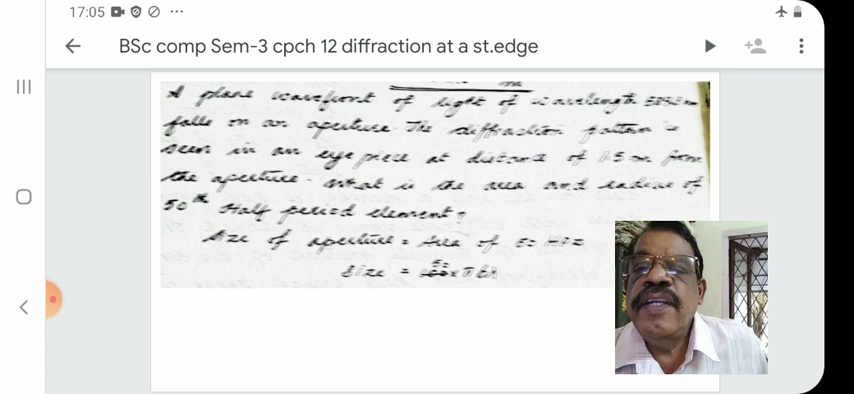 17:05
BSc comp Sem-3 cpch 12 diffraction at a st.edge
A plane wavefront of light of wavelength
falls on an aperture. The diffraction pattern is
seen in an eye piece at distance of from
the aperture. What is the area and radius of
50th Half period element?
Size of aperture = Area of 50 HPZ
Size =